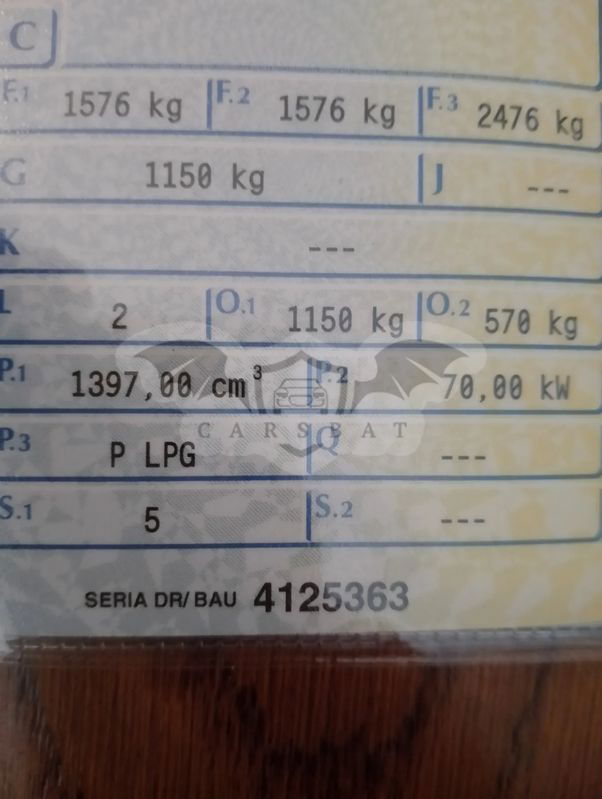 C
F.1 1576 kg F.2 1576 kg F.3 2476 kg
G 1150 kg J ---
K ---
L 2 O.1 1150 kg O.2 570 kg
P.1 1397,00 cm³ P.2 70,00 kW
CARSBAT
P.3 P LPG Q ---
S.1 5 S.2 ---
SERIA DR/BAU 4125363